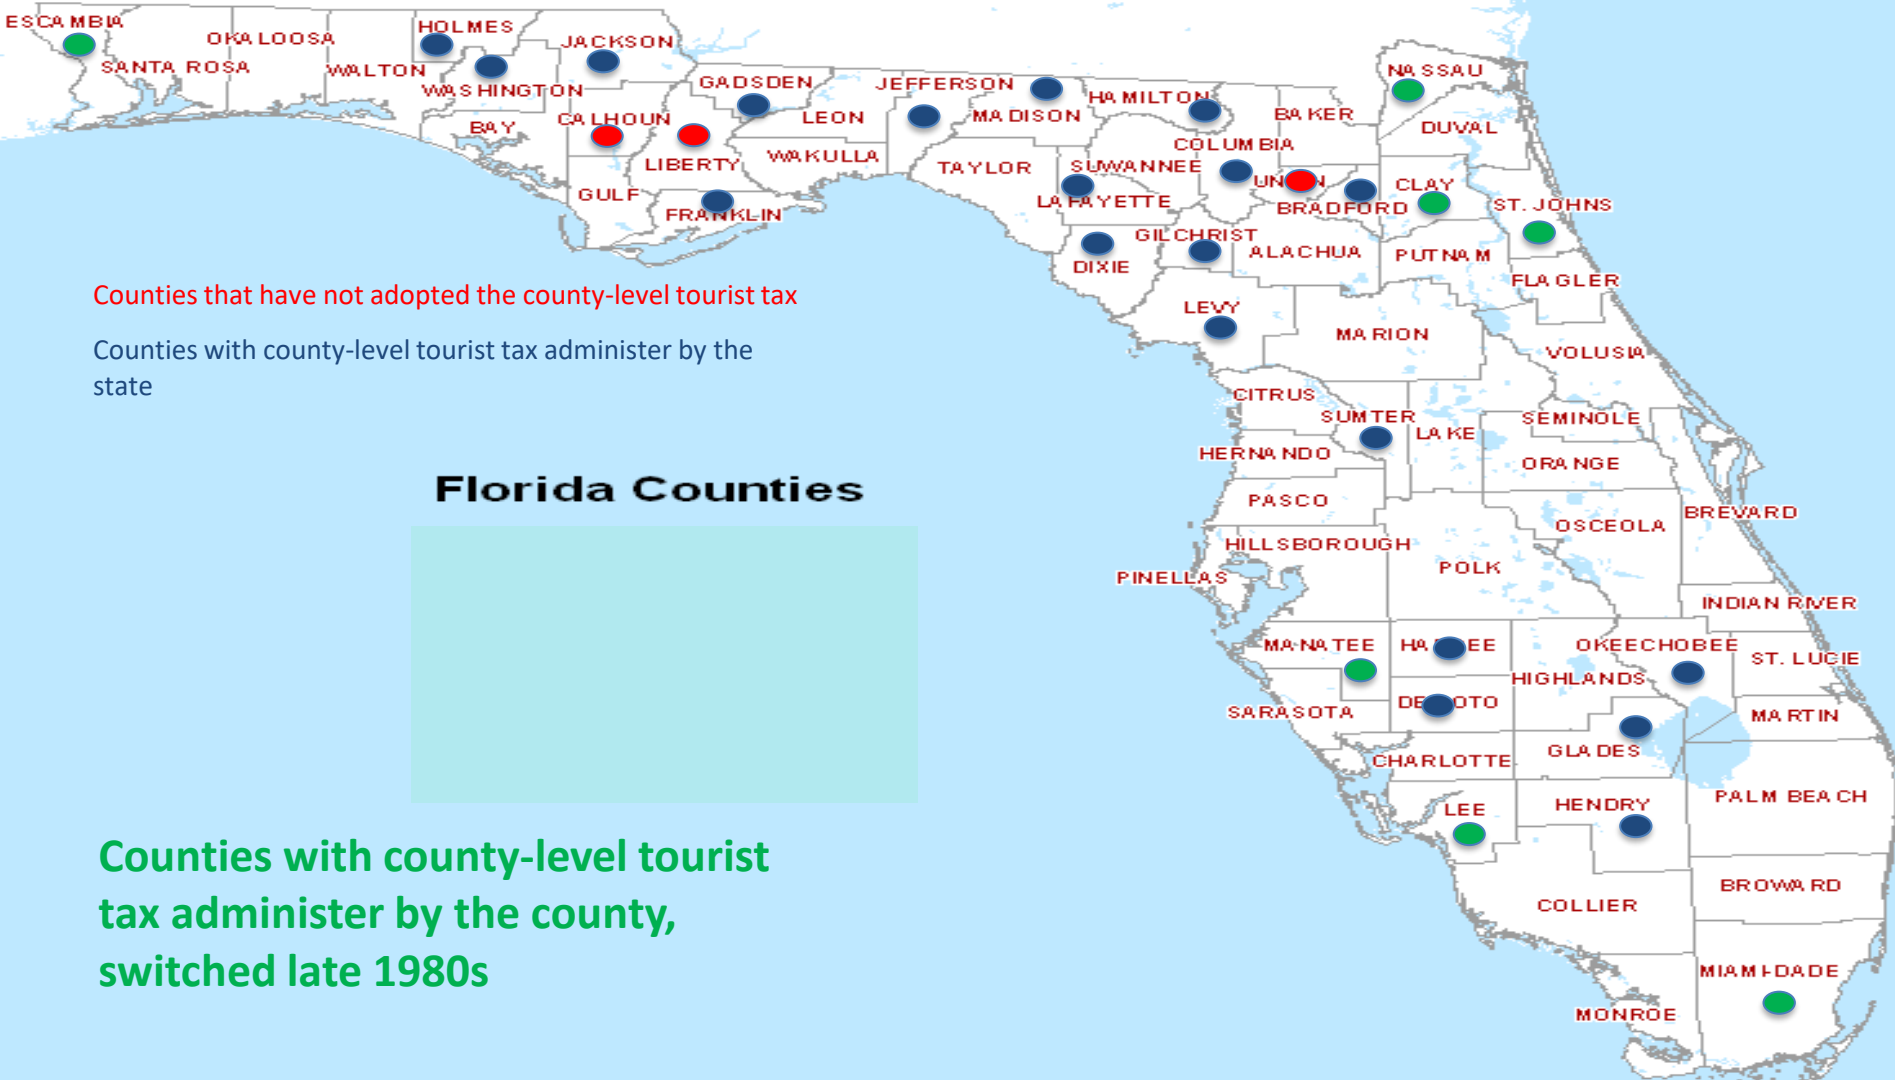 ESCAMBIA
OKALOOSA
HOLMES
JACKSON
SANTA ROSA
WALTON
WASHINGTON
GADSDEN
JEFFERSON
NASSAU
BAY
CALHOUN
LEON
MADISON
HAMILTON
BAKER
DUVAL
LIBERTY
WAKULLA
TAYLOR
SUWANNEE
COLUMBIA
GULF
FRANKLIN
LAFAYETTE
UN N
BRADFORD
CLAY
ST. JOHNS
DIXIE
GILCHRIST
ALACHUA
PUTNAM
FLAGLER
Counties that have not adopted the county-level tourist tax
LEVY
MARION
Counties with county-level tourist tax administer by the
state
VOLUSIA
CITRUS
SUMTER
LAKE
SEMINOLE
HERNANDO
ORANGE
Florida Counties
PASCO
OSCEOLA
BREVARD
HILLSBOROUGH
PINELLAS
POLK
INDIAN RIVER
MANATEE
HA EE
OKEECHOBEE
ST. LUCIE
HIGHLANDS
SARASOTA
DE OTO
MARTIN
CHARLOTTE
GLADES
LEE
HENDRY
PALM BEACH
Counties with county-level tourist
tax administer by the county,
switched late 1980s
BROWARD
COLLIER
MIAMI-DADE
MONROE